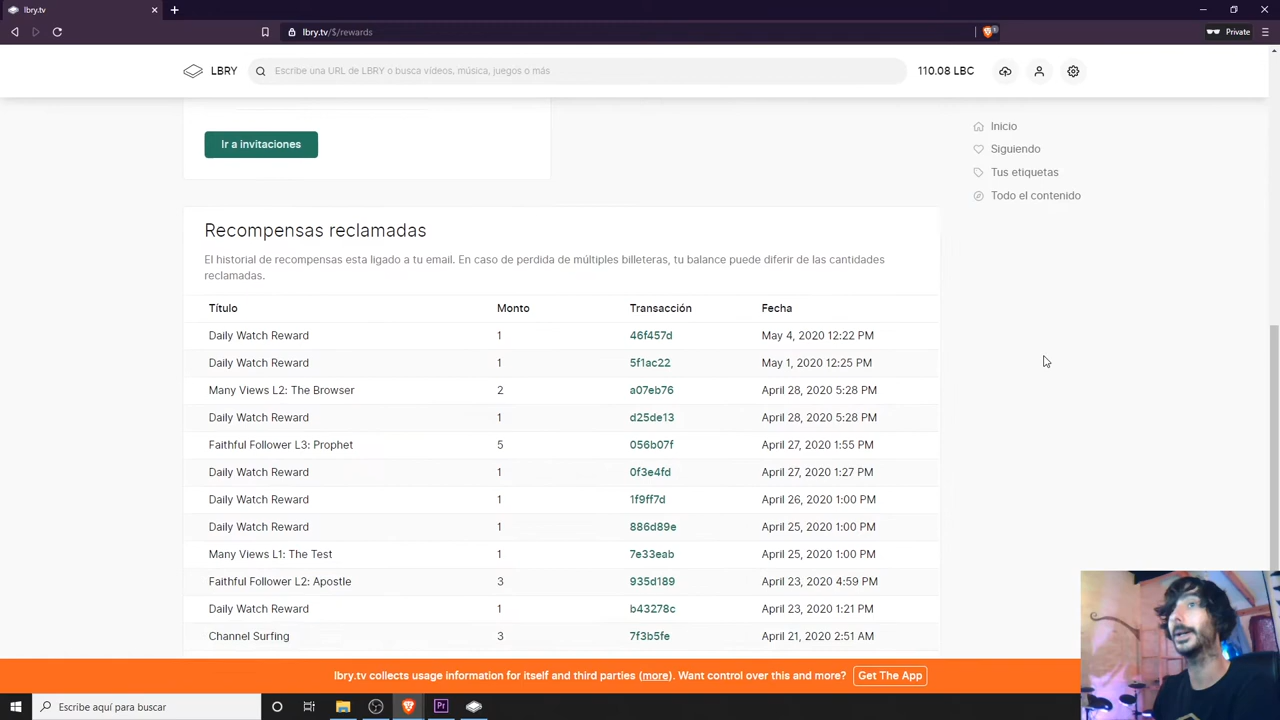 lbry.tv
lbry.tv/$/rewards
Private
LBRY
Escribe una URL de LBRY o busca vídeos, música, juegos o más
110.08 LBC
Ir a invitaciones
Inicio
Siguiendo
Tus etiquetas
Todo el contenido
Recompensas reclamadas
El historial de recompensas esta ligado a tu email. En caso de perdida de múltiples billeteras, tu balance puede diferir de las cantidades
reclamadas.
Título Monto Transacción Fecha
Daily Watch Reward 1 46f457d May 4, 2020 12:22 PM
Daily Watch Reward 1 5f1ac22 May 1, 2020 12:25 PM
Many Views L2: The Browser 2 a07eb76 April 28, 2020 5:28 PM
Daily Watch Reward 1 d25de13 April 28, 2020 5:28 PM
Faithful Follower L3: Prophet 5 056b07f April 27, 2020 1:55 PM
Daily Watch Reward 1 0f3e4fd April 27, 2020 1:27 PM
Daily Watch Reward 1 1f9ff7d April 26, 2020 1:00 PM
Daily Watch Reward 1 886d89e April 25, 2020 1:00 PM
Many Views L1: The Test 1 7e33eab April 25, 2020 1:00 PM
Faithful Follower L2: Apostle 3 935d189 April 23, 2020 4:59 PM
Daily Watch Reward 1 b43278c April 23, 2020 1:21 PM
Channel Surfing 3 7f3b5fe April 21, 2020 2:51 AM
lbry.tv collects usage information for itself and third parties (more). Want control over this and more? Get The App
Escribe aquí para buscar
Pr